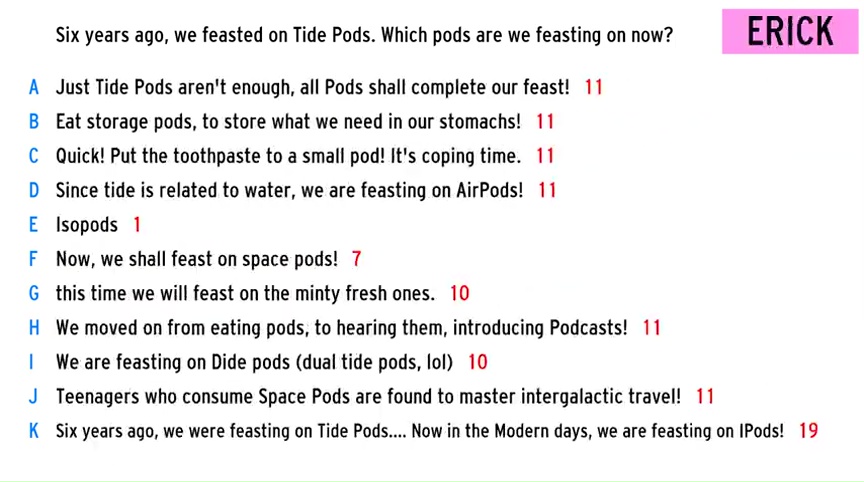 Six years ago, we feasted on Tide Pods. Which pods are we feasting on now?
ERICK
A Just Tide Pods aren't enough, all Pods shall complete our feast! 11
B Eat storage pods, to store what we need in our stomachs! 11
C Quick! Put the toothpaste to a small pod! It's coping time. 11
D Since tide is related to water, we are feasting on AirPods! 11
E Isopods 1
F Now, we shall feast on space pods! 7
G this time we will feast on the minty fresh ones. 10
H We moved on from eating pods, to hearing them, introducing Podcasts! 11
I We are feasting on Dide pods (dual tide pods, lol) 10
J Teenagers who consume Space Pods are found to master intergalactic travel! 11
K Six years ago, we were feasting on Tide Pods.... Now in the Modern days, we are feasting on IPods! 19